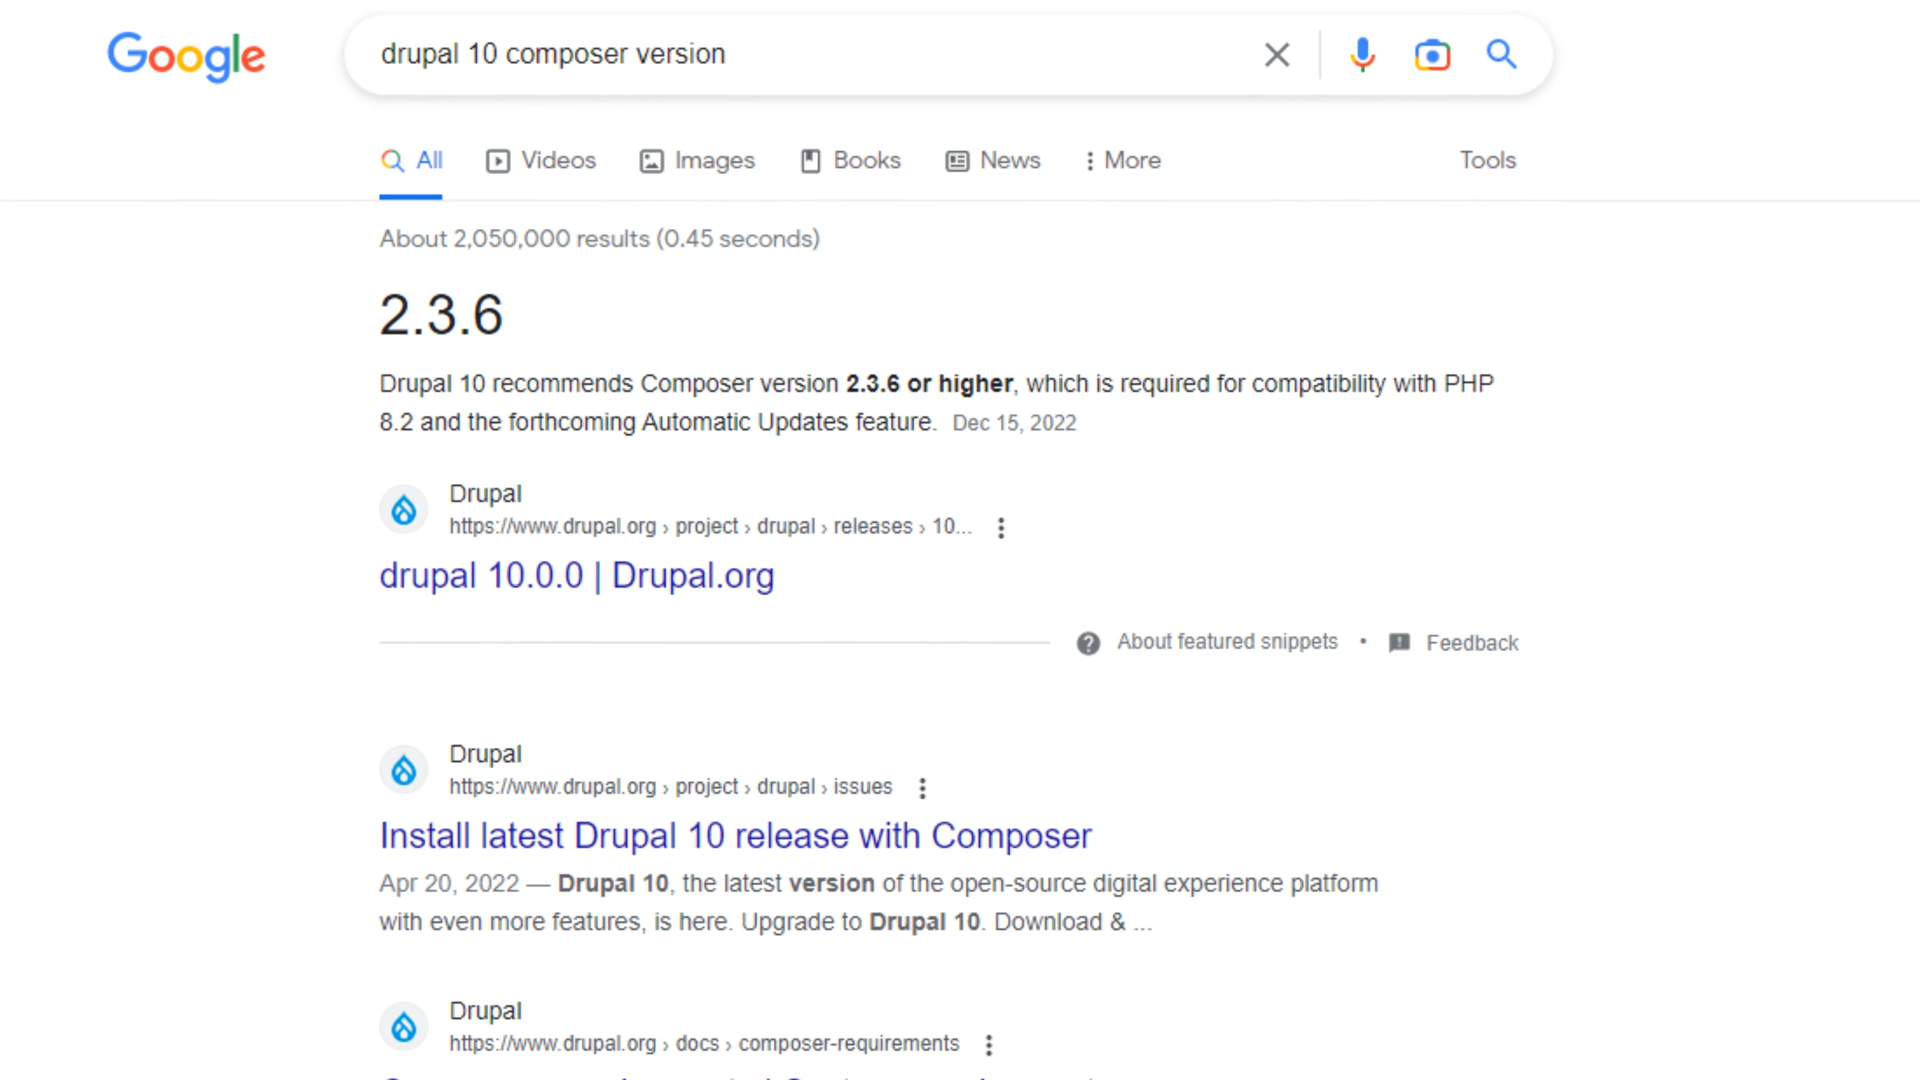 Google
drupal 10 composer version
All Videos Images Books News More Tools
About 2,050,000 results (0.45 seconds)
2.3.6
Drupal 10 recommends Composer version 2.3.6 or higher, which is required for compatibility with PHP
8.2 and the forthcoming Automatic Updates feature. Dec 15, 2022
Drupal
https://www.drupal.org › project › drupal › releases › 10...
drupal 10.0.0 | Drupal.org
About featured snippets • Feedback
Drupal
https://www.drupal.org › project › drupal › issues
Install latest Drupal 10 release with Composer
Apr 20, 2022 — Drupal 10, the latest version of the open-source digital experience platform
with even more features, is here. Upgrade to Drupal 10. Download & ...
Drupal
https://www.drupal.org › docs › composer-requirements